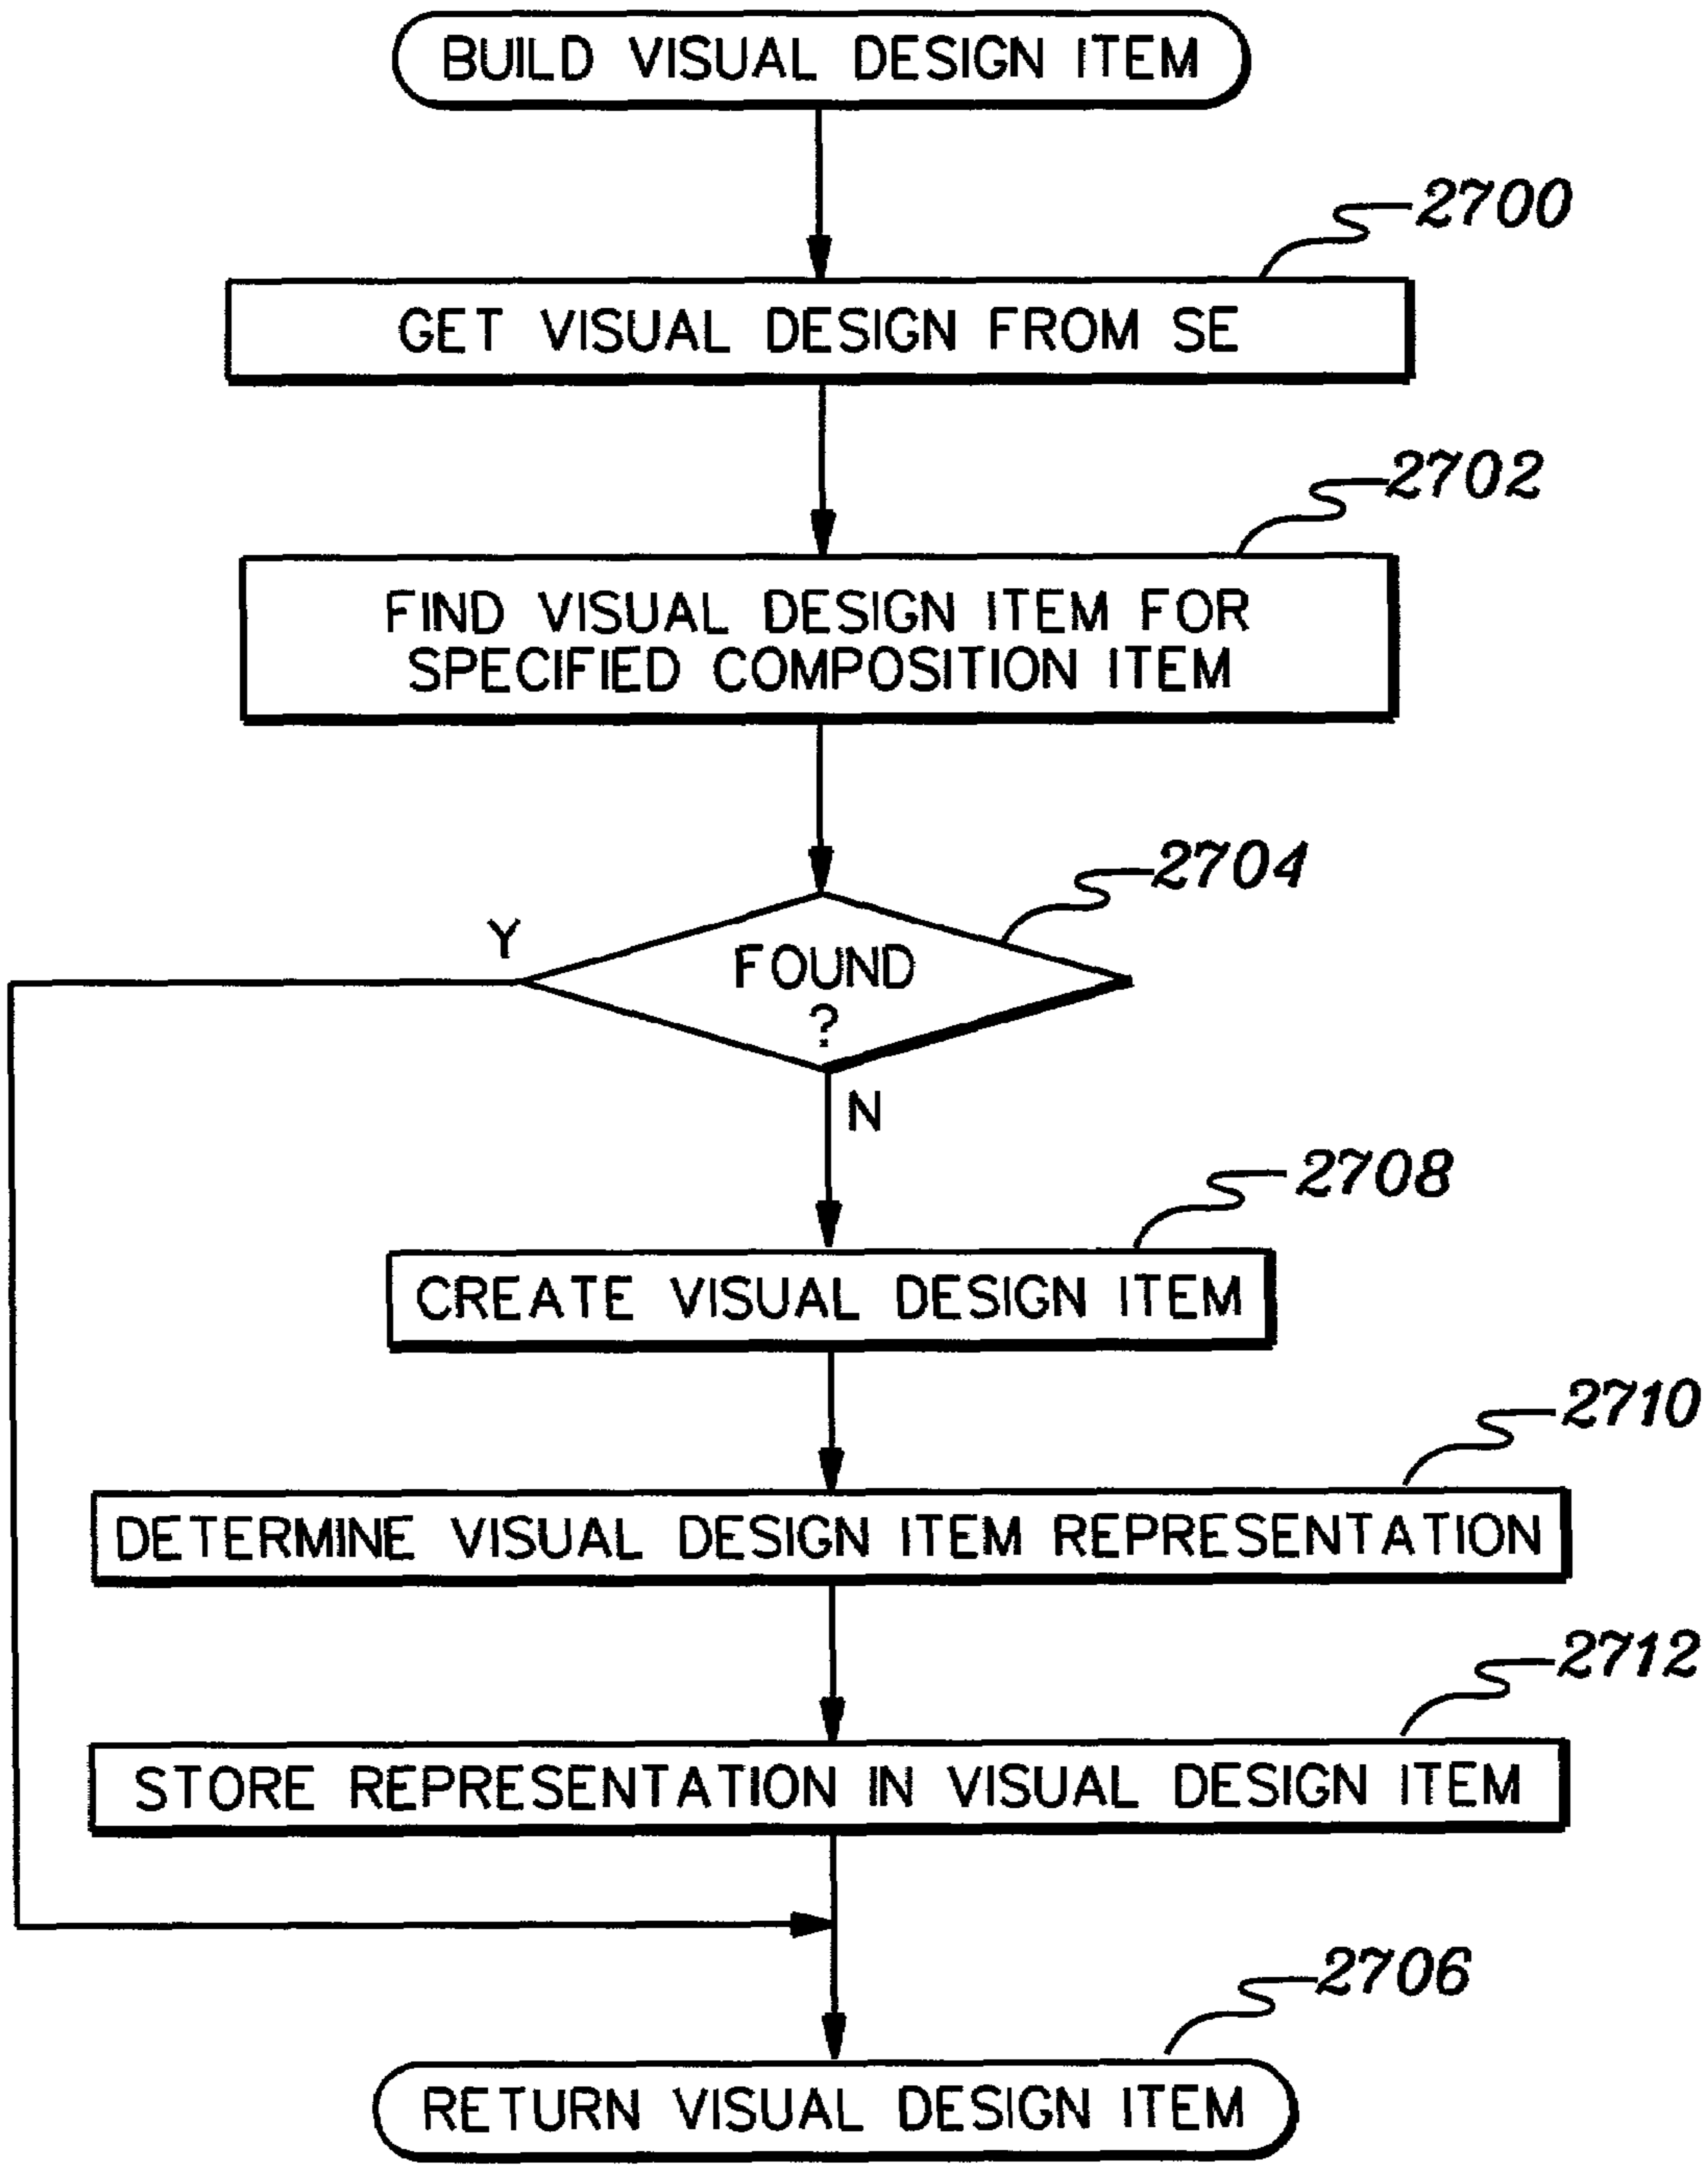 BUILD VISUAL DESIGN ITEM
2700
GET VISUAL DESIGN FROM SE
2702
FIND VISUAL DESIGN ITEM FOR
SPECIFIED COMPOSITION ITEM
2704
Y
FOUND
?
N
2708
CREATE VISUAL DESIGN ITEM
2710
DETERMINE VISUAL DESIGN ITEM REPRESENTATION
2712
STORE REPRESENTATION IN VISUAL DESIGN ITEM
2706
RETURN VISUAL DESIGN ITEM